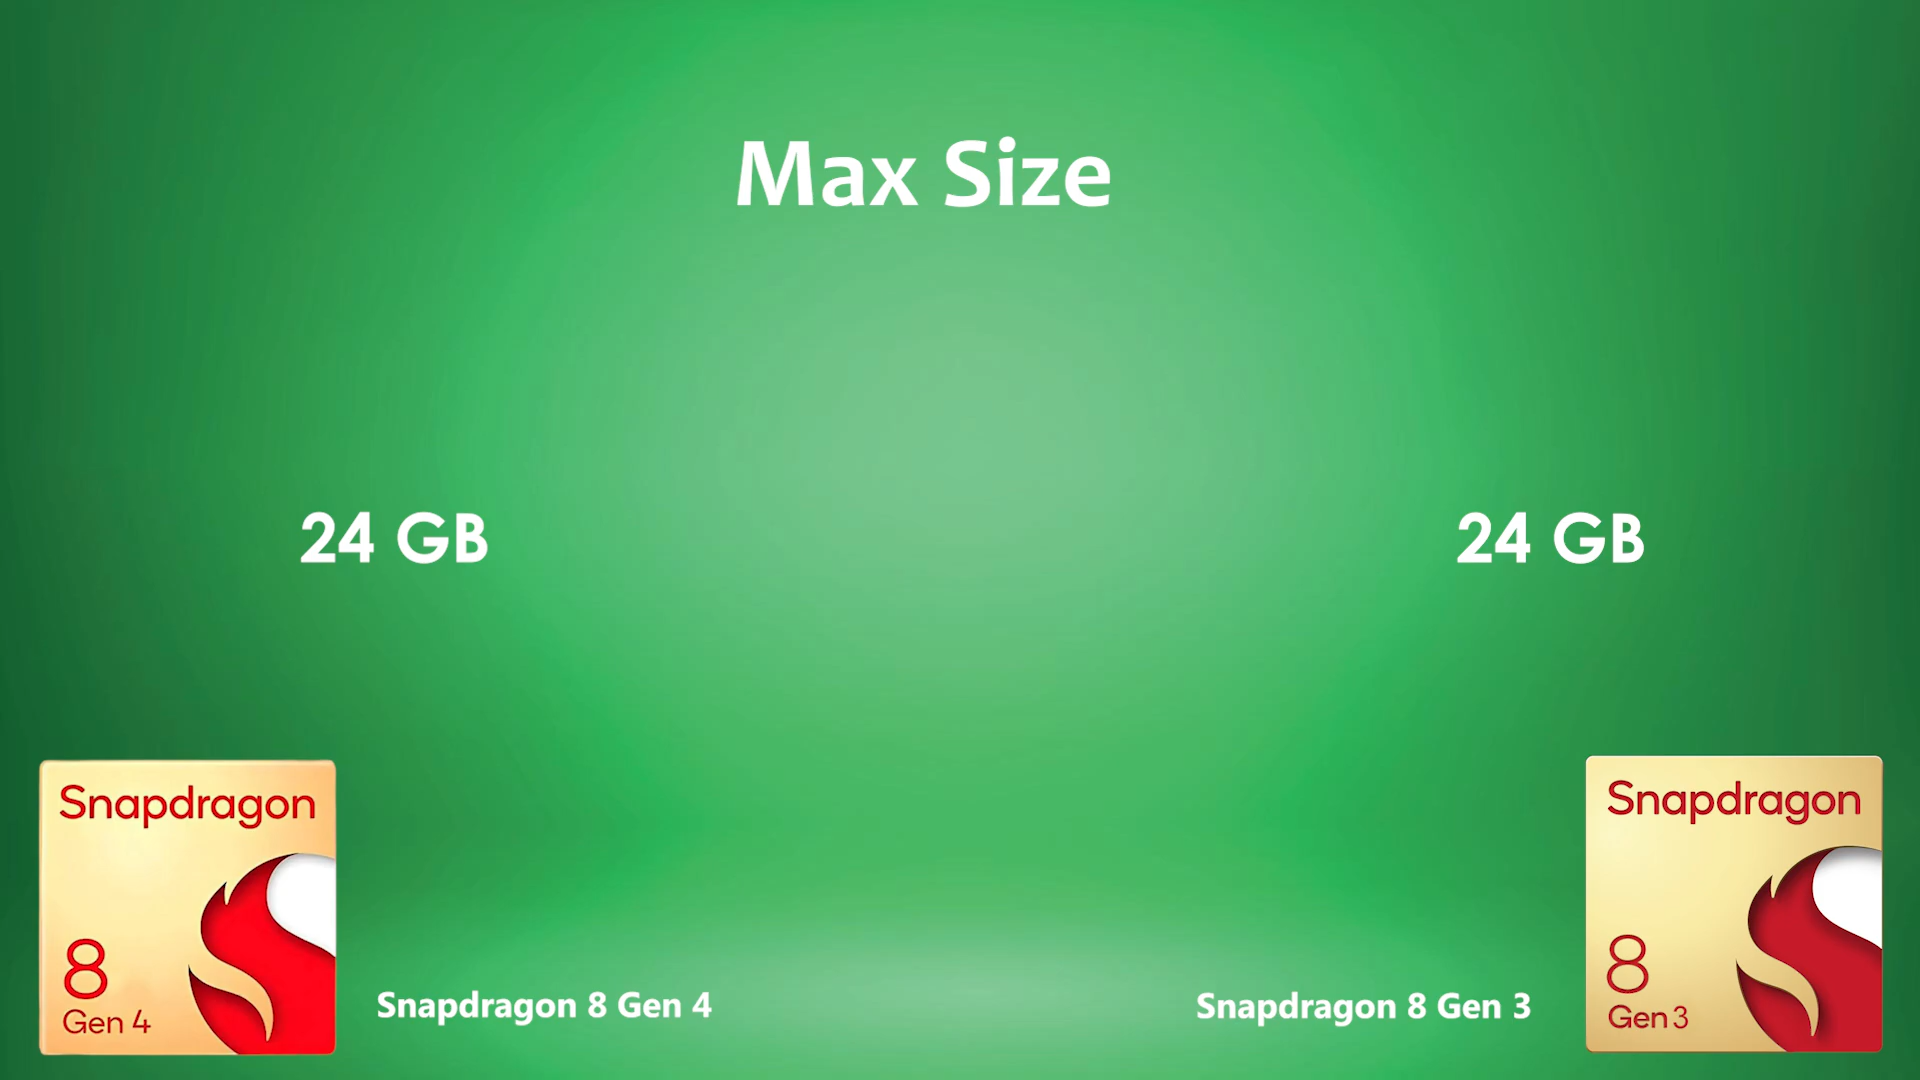 Max Size
24 GB
24 GB
Snapdragon
8
Gen 4
Snapdragon 8 Gen 4
Snapdragon 8 Gen 3
Snapdragon
8
Gen 3